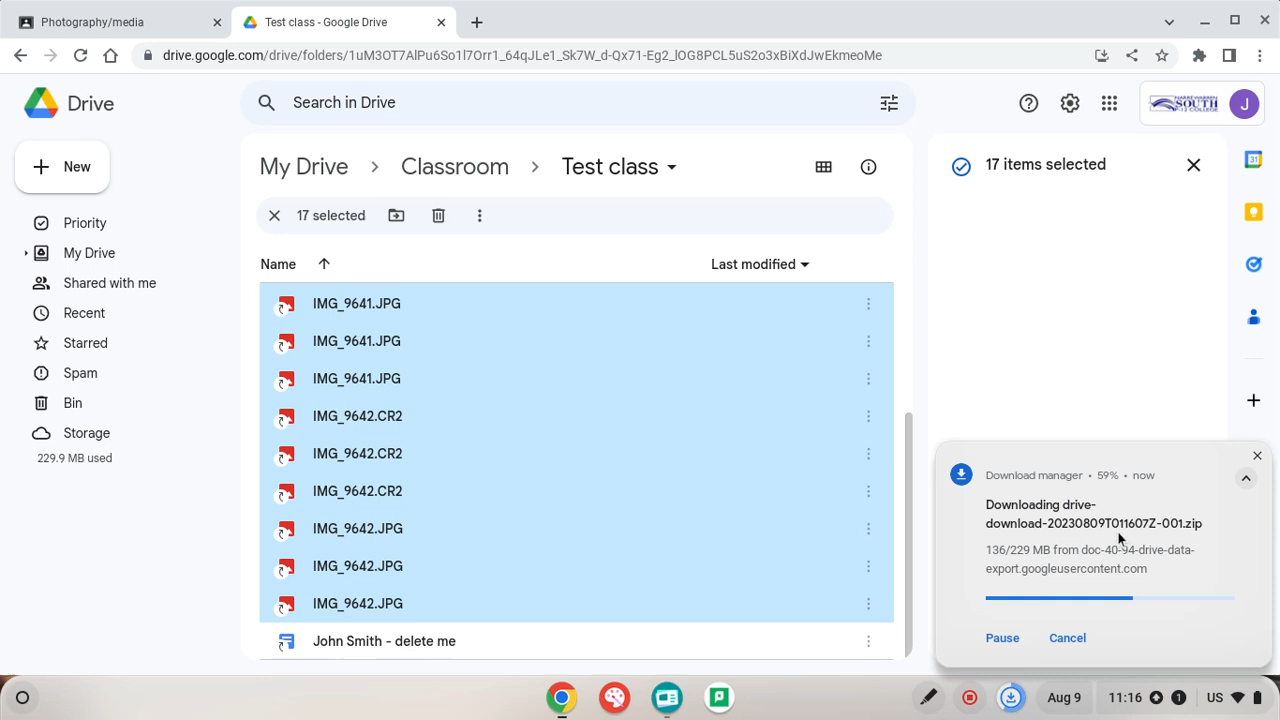 Photography/media
Test class - Google Drive
drive.google.com/drive/folders/1uM3OT7AlPu6So1l7Orr1_64qJLe1_Sk7W_d-Qx71-Eg2_lOG8PCL5uS2o3xBiXdJwEkmeoMe
Drive
Search in Drive
SOUTH
J
New
My Drive
Classroom
Test class
17 items selected
17 selected
Priority
My Drive
Shared with me
Recent
Starred
Spam
Bin
Storage
229.9 MB used
Name
Last modified
IMG_9641.JPG
IMG_9641.JPG
IMG_9641.JPG
IMG_9642.CR2
IMG_9642.CR2
IMG_9642.CR2
IMG_9642.JPG
IMG_9642.JPG
IMG_9642.JPG
John Smith - delete me
31
Download manager • 59% • now
Downloading drive-
download-20230809T011607Z-001.zip
136/229 MB from doc-40-94-drive-data-
export.googleusercontent.com
Pause
Cancel
Aug 9
11:16
1
US